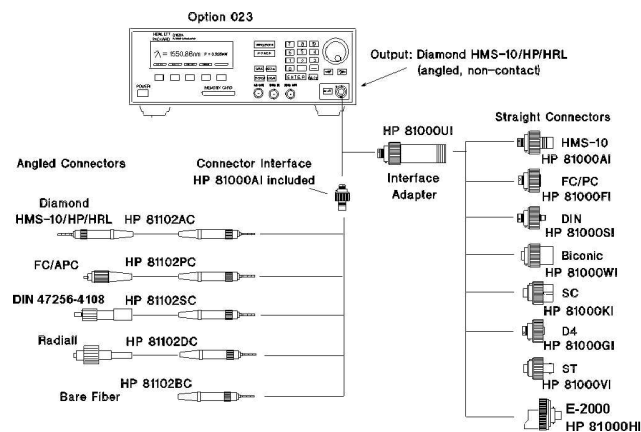 Option 023
HEWLETT
PACKARD
λ = 1550.86nm
POWER
MEMORY CARD
Output: Diamond HMS-10/HP/HRL
(angled, non-contact)
HP 81000UI
Interface
Adapter
Straight Connectors
HMS-10
HP 81000AI
FC/PC
HP 81000FI
DIN
HP 81000SI
Biconic
HP 81000WI
SC
HP 81000KI
D4
HP 81000GI
ST
HP 81000VI
E-2000
HP 81000HI
Connector Interface
HP 81000AI included
Angled Connectors
Diamond
HMS-10/HP/HRL HP 81102AC
FC/APC HP 81102PC
DIN 47256-4108 HP 81102SC
Radiall HP 81102DC
Bare Fiber HP 81102BC